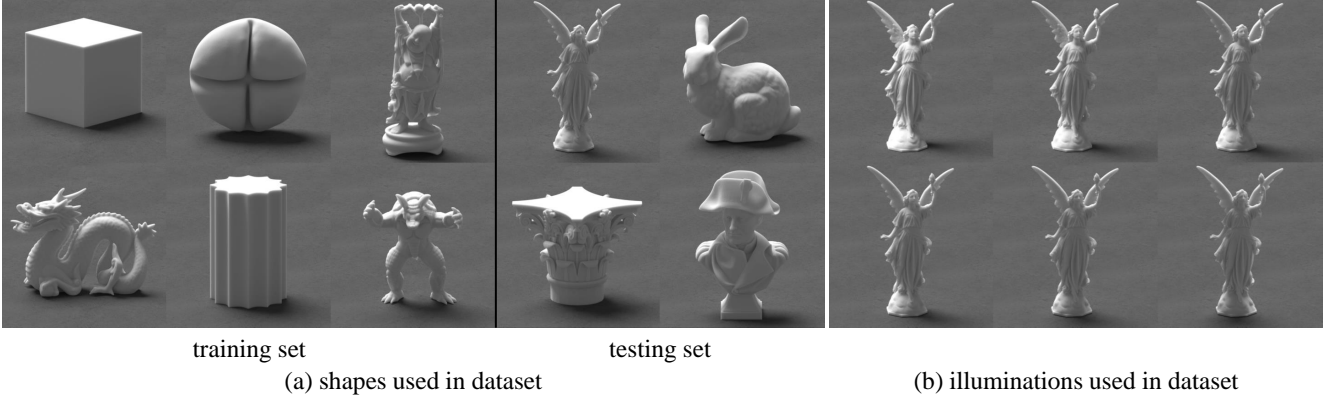 training set
testing set
(a) shapes used in dataset
(b) illuminations used in dataset